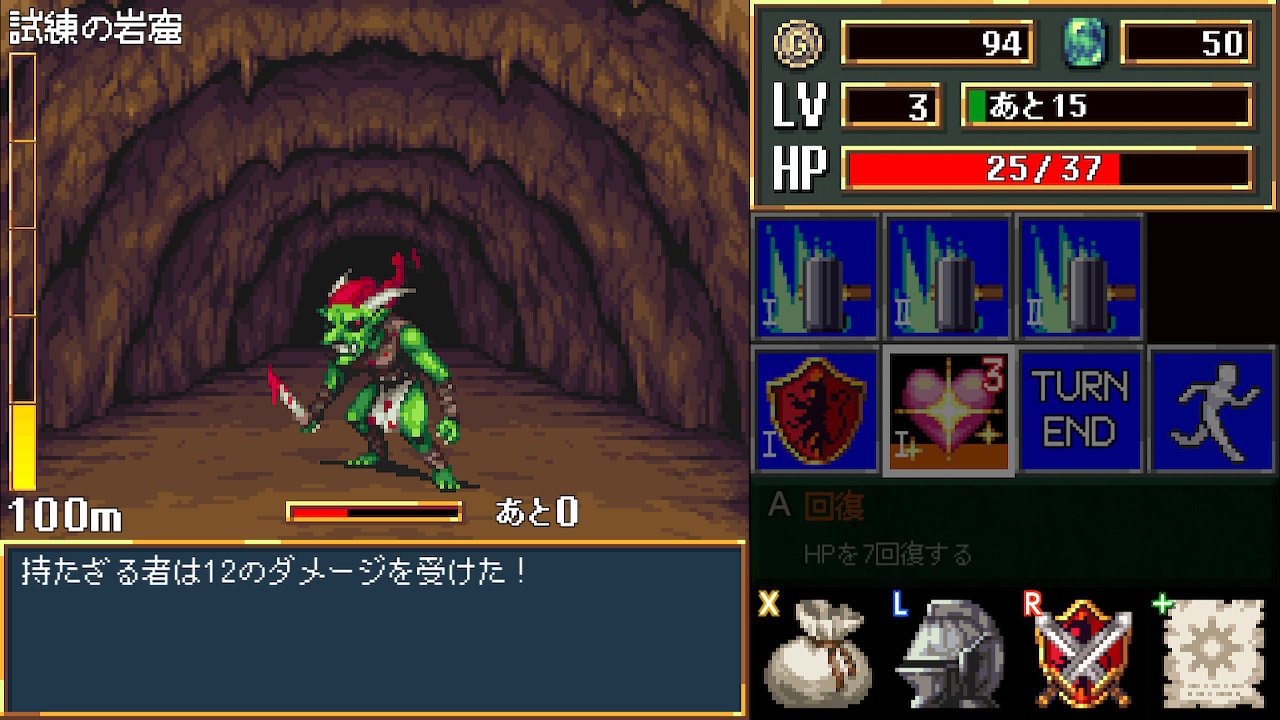 試練の岩窟
100m
あと0
持たざる者は12のダメージを受けた！
G
94
50
LV
3
あと15
HP
25/37
I
II
II
I
I
3
TURN
END
A 回復
HPを7回復する
X
L
R
+